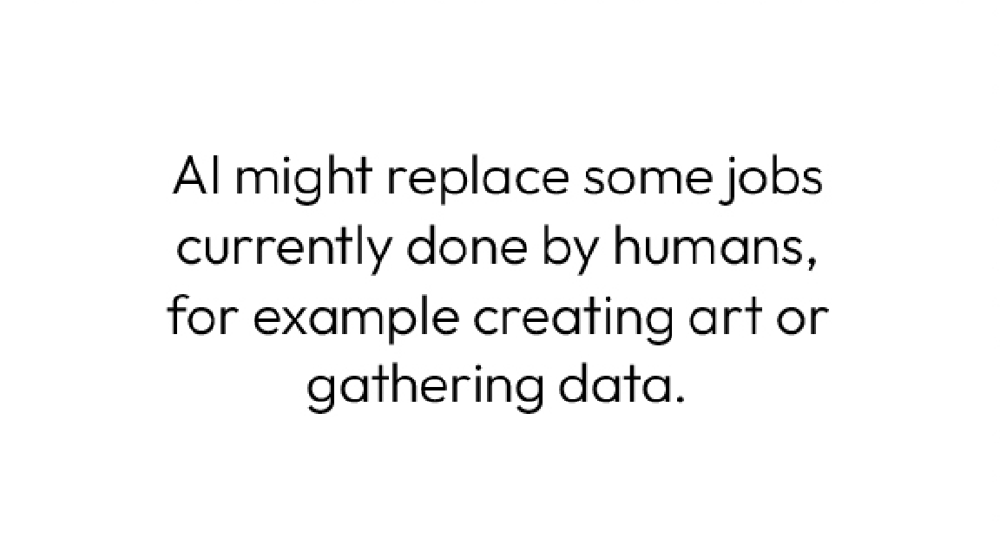 AI might replace some jobs
currently done by humans,
for example creating art or
gathering data.